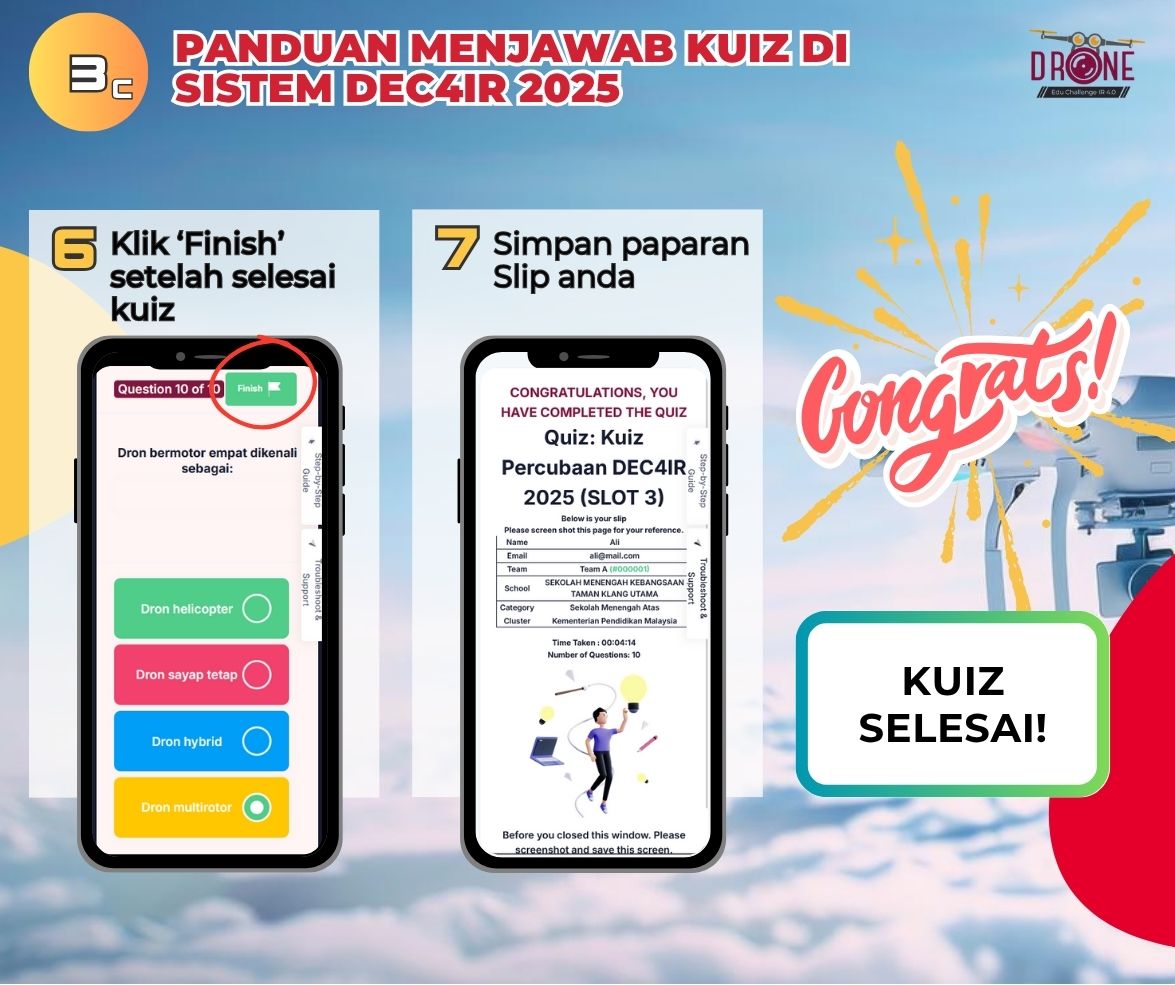 3c
PANDUAN MENJAWAB KUIZ DI
SISTEM DEC4IR 2025
DRONE
Edu Challenge IR 4.0
6 Klik ‘Finish’
setelah selesai
kuiz
Question 10 of 10
Finish
Dron bermotor empat dikenali
sebagai:
Step-by-Step
Guide
Troubleshoot &
Support
Dron helicopter
Dron sayap tetap
Dron hybrid
Dron multirotor
7 Simpan paparan
Slip anda
CONGRATULATIONS, YOU
HAVE COMPLETED THE QUIZ
Quiz: Kuiz
Percubaan DEC4IR
2025 (SLOT 3)
Below is your slip
Please screen shot this page for your reference.
Name Ali
Email ali@mail.com
Team Team A (#000001)
School SEKOLAH MENENGAH KEBANGSAAN
TAMAN KLANG UTAMA
Category Sekolah Menengah Atas
Cluster Kementerian Pendidikan Malaysia
Time Taken : 00:04:14
Number of Questions: 10
Step-by-Step
Guide
Troubleshoot &
Support
Before you closed this window. Please
screenshot and save this screen.
Congrats!
KUIZ
SELESAI!